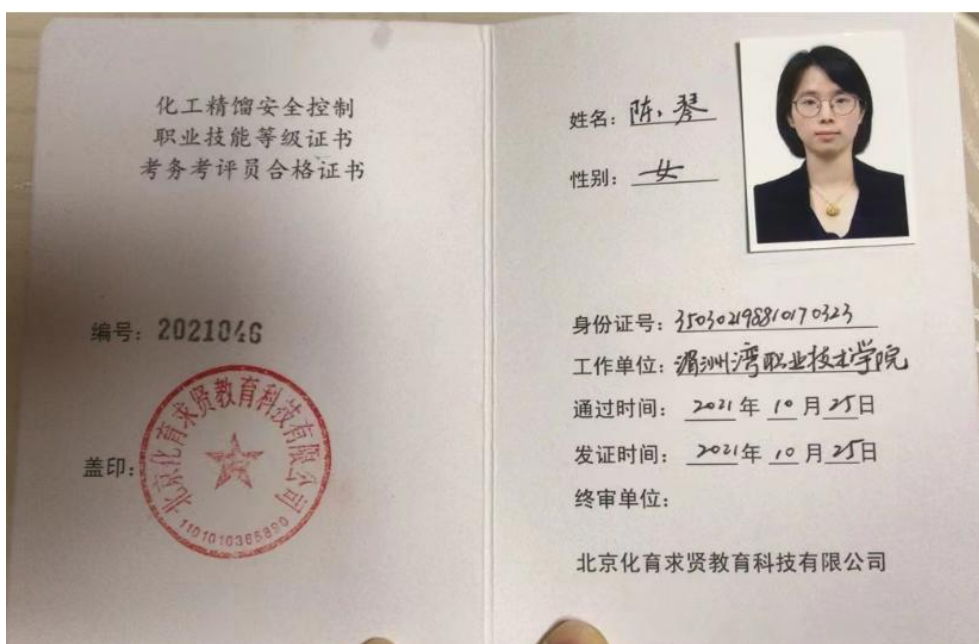 化工精馏安全控制
职业技能等级证书
考务考评员合格证书
编号：2021046
盖印：
北京化育求贤教育科技有限公司
1101010365890
姓名：陈琴
性别：女
身份证号：350302198810170323
工作单位：湄洲湾职业技术学院
通过时间：2021年10月25日
发证时间：2021年10月25日
终审单位：
北京化育求贤教育科技有限公司